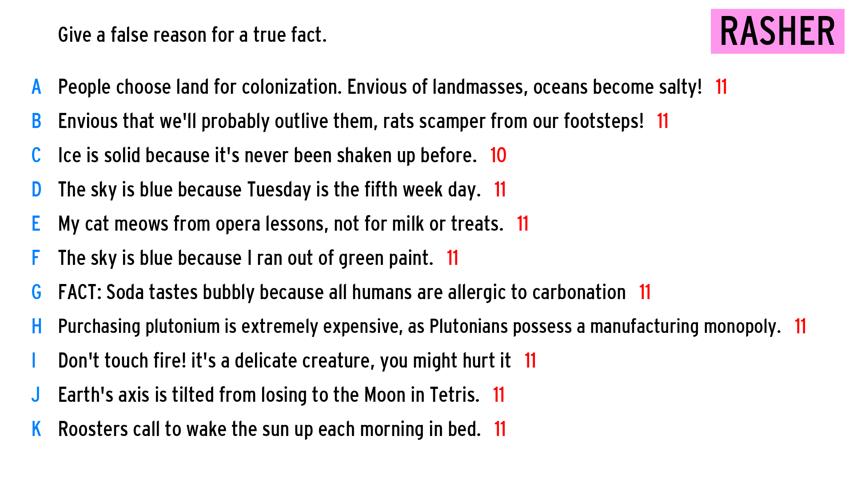 Give a false reason for a true fact.
RASHER
A People choose land for colonization. Envious of landmasses, oceans become salty! 11
B Envious that we'll probably outlive them, rats scamper from our footsteps! 11
C Ice is solid because it's never been shaken up before. 10
D The sky is blue because Tuesday is the fifth week day. 11
E My cat meows from opera lessons, not for milk or treats. 11
F The sky is blue because I ran out of green paint. 11
G FACT: Soda tastes bubbly because all humans are allergic to carbonation 11
H Purchasing plutonium is extremely expensive, as Plutonians possess a manufacturing monopoly. 11
I Don't touch fire! it's a delicate creature, you might hurt it 11
J Earth's axis is tilted from losing to the Moon in Tetris. 11
K Roosters call to wake the sun up each morning in bed. 11